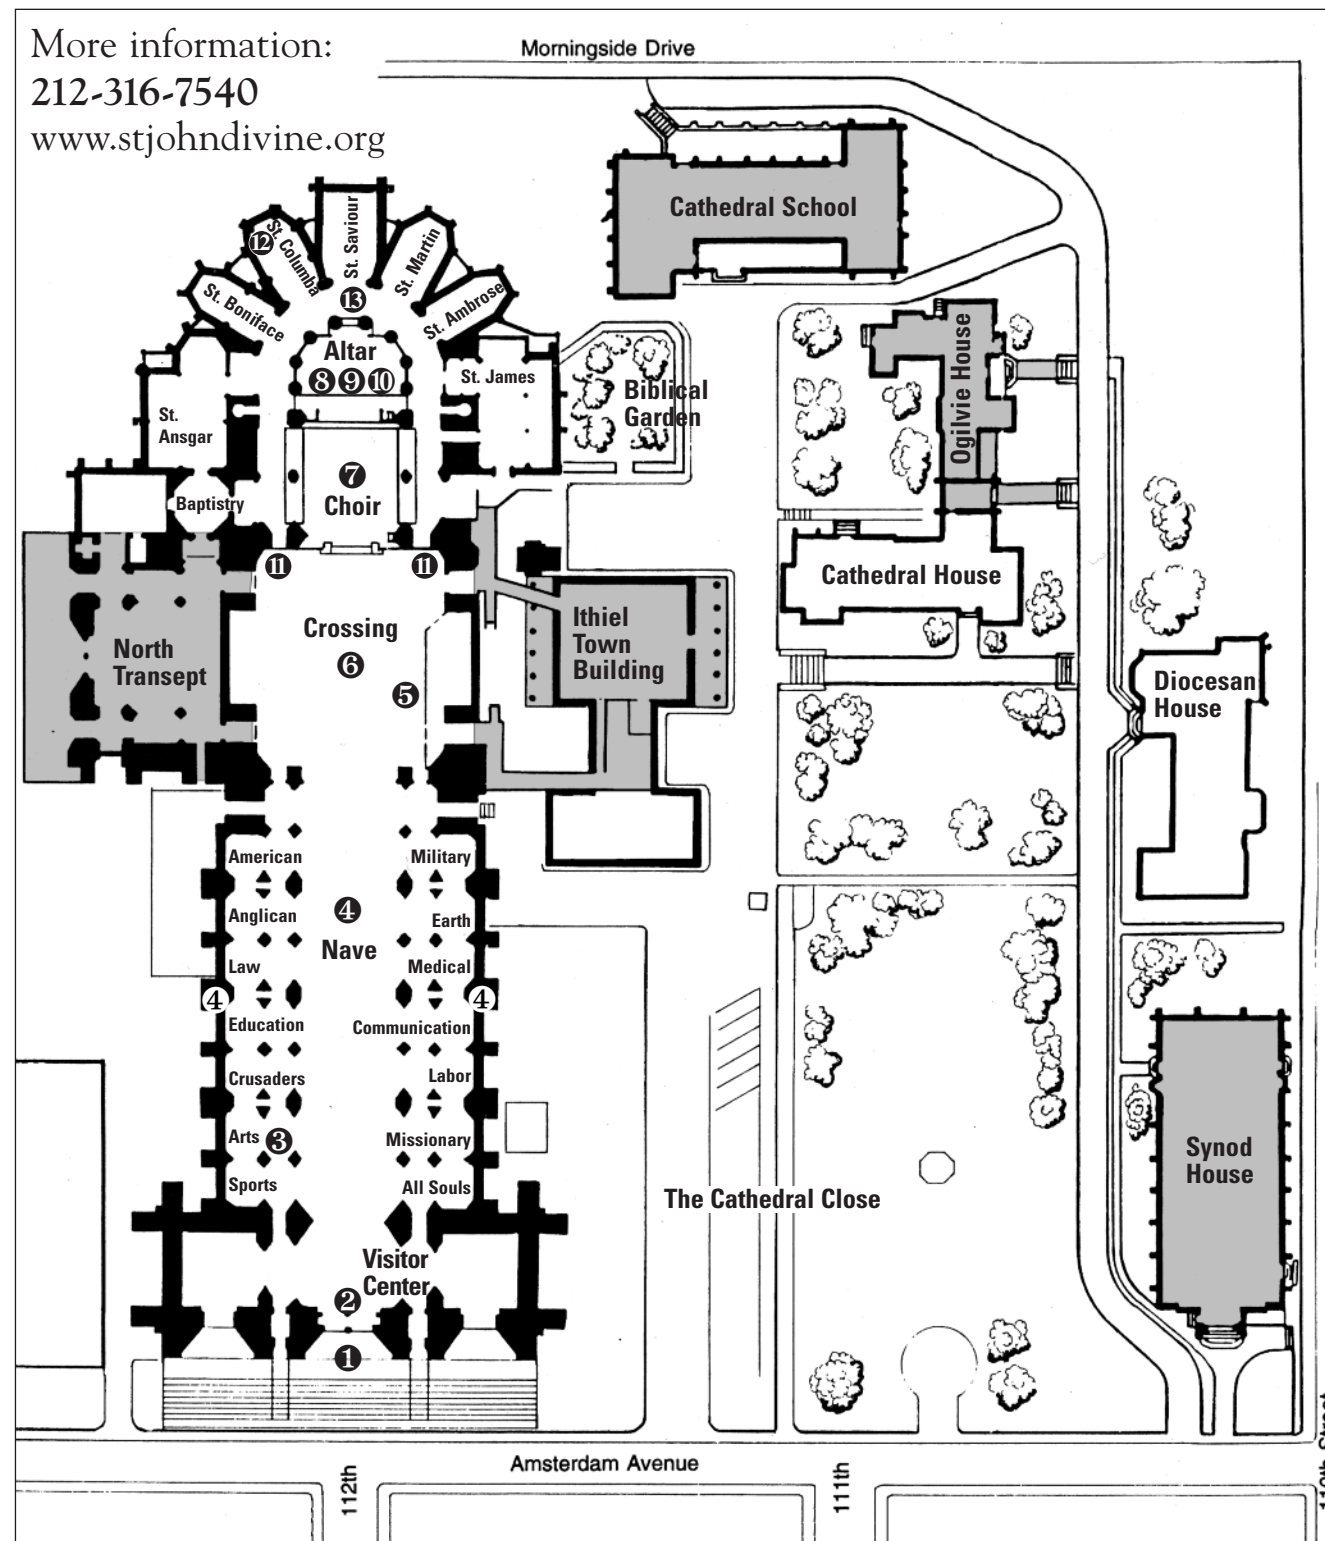 More information:
212-316-7540
www.stjohndivine.org
Morningside Drive
Cathedral School
St. Saviour
St. Columba
12
St. Martin
St. Boniface
13
St. Ambrose
Altar
8 9 10
St. James
St.
Ansgar
Biblical
Garden
Ogilvie House
7
Choir
Baptistry
11
11
Cathedral House
Crossing
6
5
North
Transept
Ithiel
Town
Building
Diocesan
House
American
Military
Anglican
4
Earth
Nave
Law
Medical
4
4
Education
Communication
Crusaders
Labor
Arts
3
Missionary
Sports
All Souls
The Cathedral Close
Synod
House
Visitor
Center
2
1
Amsterdam Avenue
112th
111th
110th Street